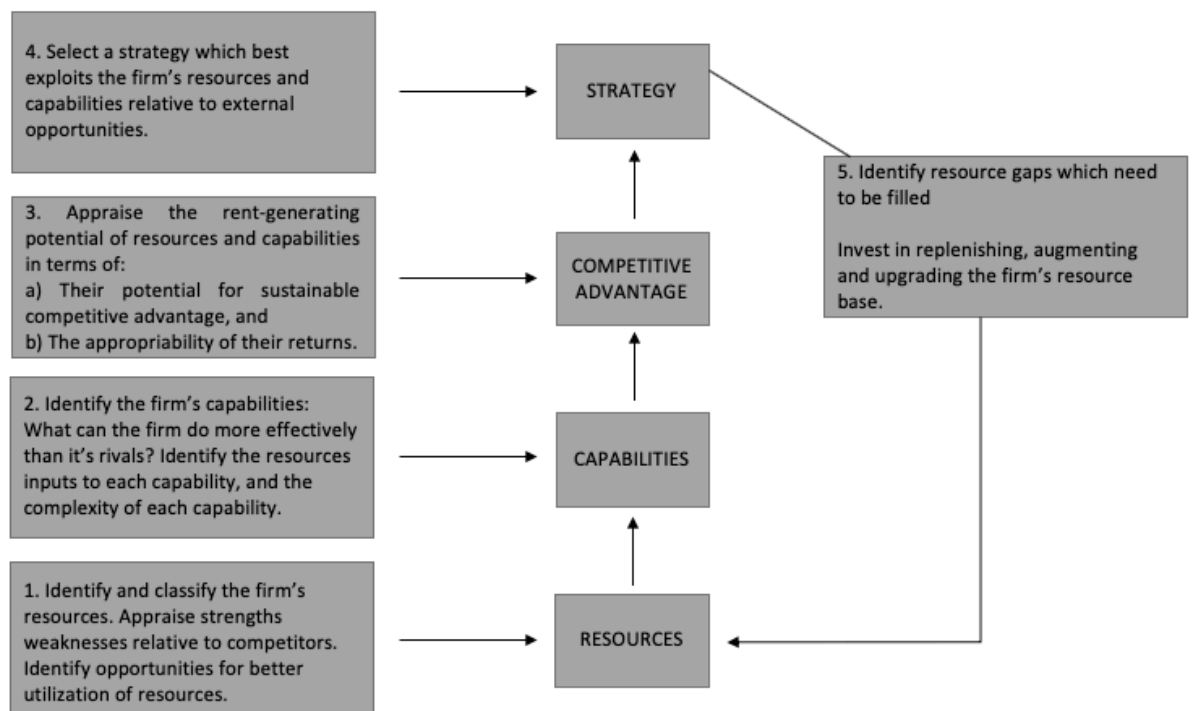 4. Select a strategy which best
exploits the firm's resources and
capabilities relative to external
opportunities.
STRATEGY
5. Identify resource gaps which need
to be filled
Invest in replenishing, augmenting
and upgrading the firm's resource
base.
3. Appraise the rent-generating
potential of resources and capabilities
in terms of:
a) Their potential for sustainable
competitive advantage, and
b) The appropriability of their returns.
COMPETITIVE
ADVANTAGE
2. Identify the firm's capabilities:
What can the firm do more effectively
than it's rivals? Identify the resources
inputs to each capability, and the
complexity of each capability.
CAPABILITIES
1. Identify and classify the firm's
resources. Appraise strengths
weaknesses relative to competitors.
Identify opportunities for better
utilization of resources.
RESOURCES